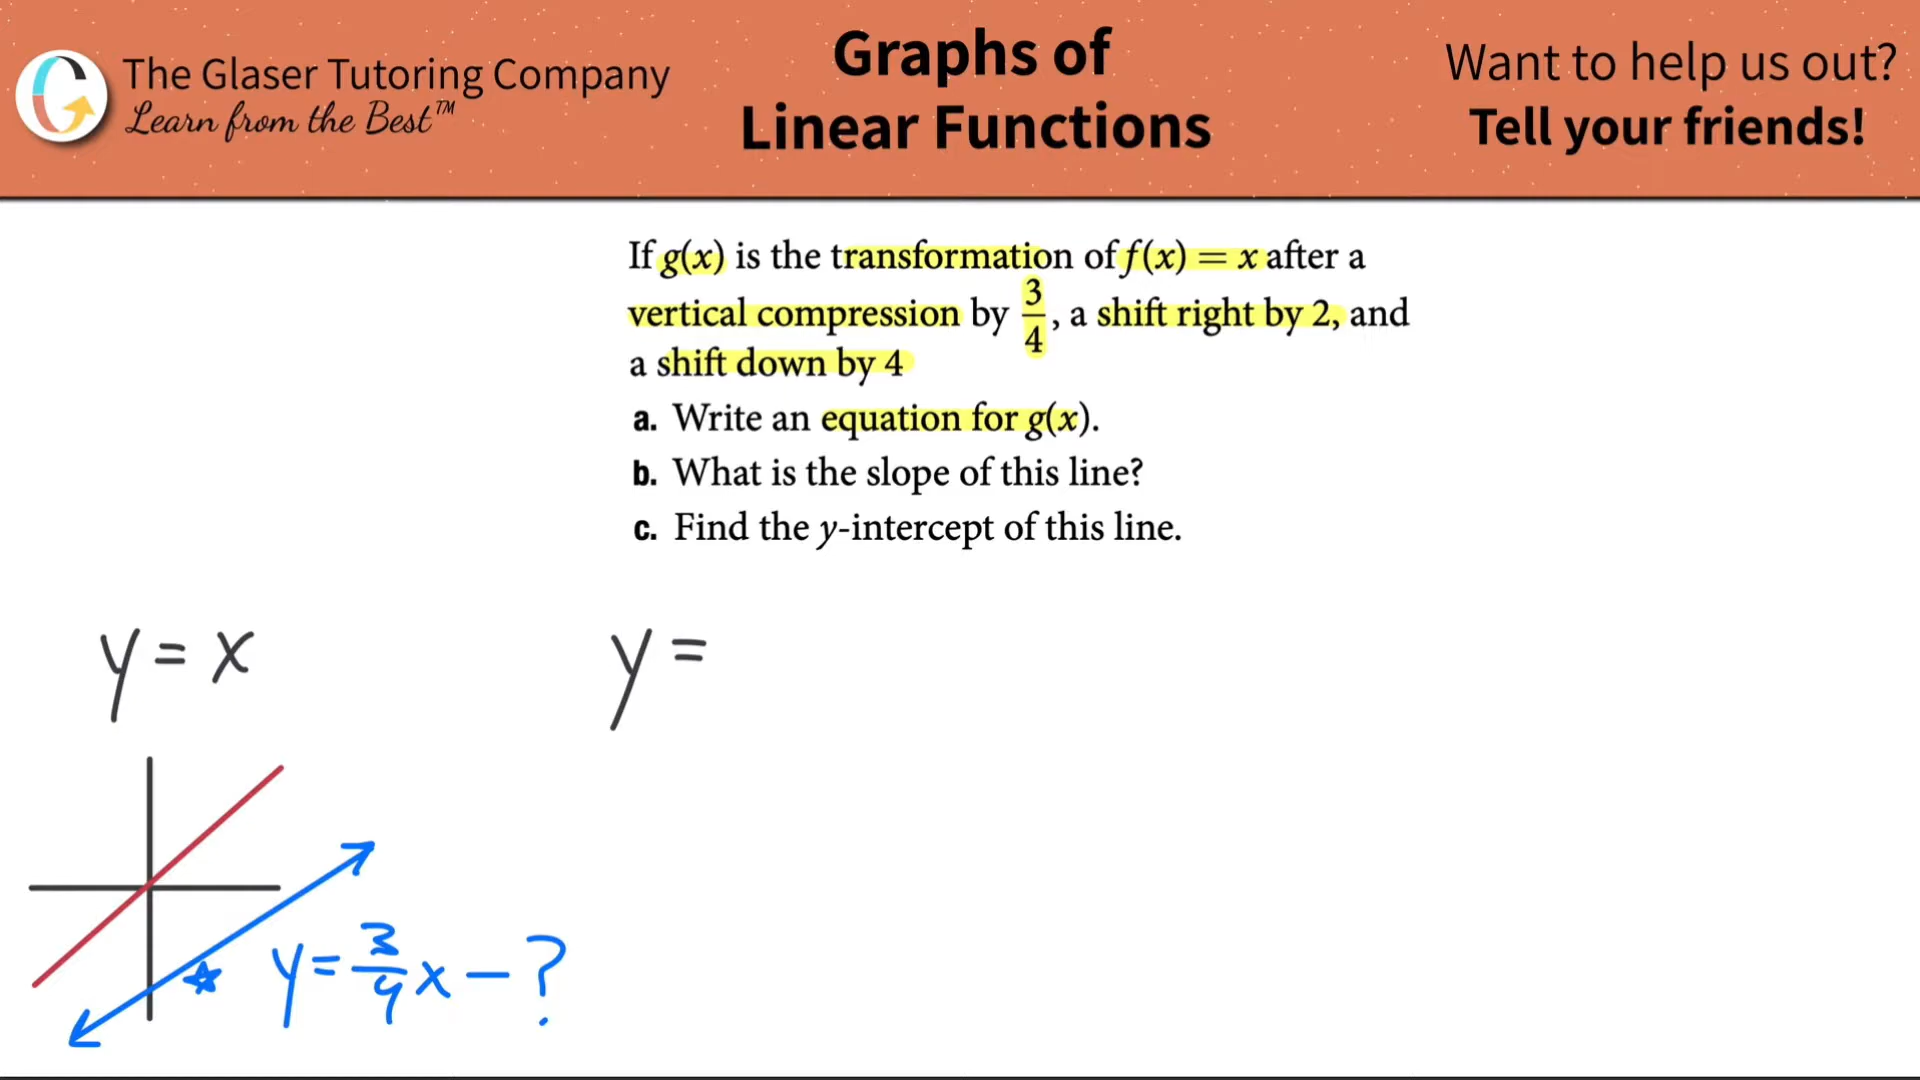 The Glaser Tutoring Company
Learn from the Best™
Graphs of
Linear Functions
Want to help us out?
Tell your friends!
If g(x) is the transformation of f(x) = x after a
vertical compression by 3/4, a shift right by 2, and
a shift down by 4
a. Write an equation for g(x).
b. What is the slope of this line?
c. Find the y-intercept of this line.
y = x
y =
y = 3/4 x - ?